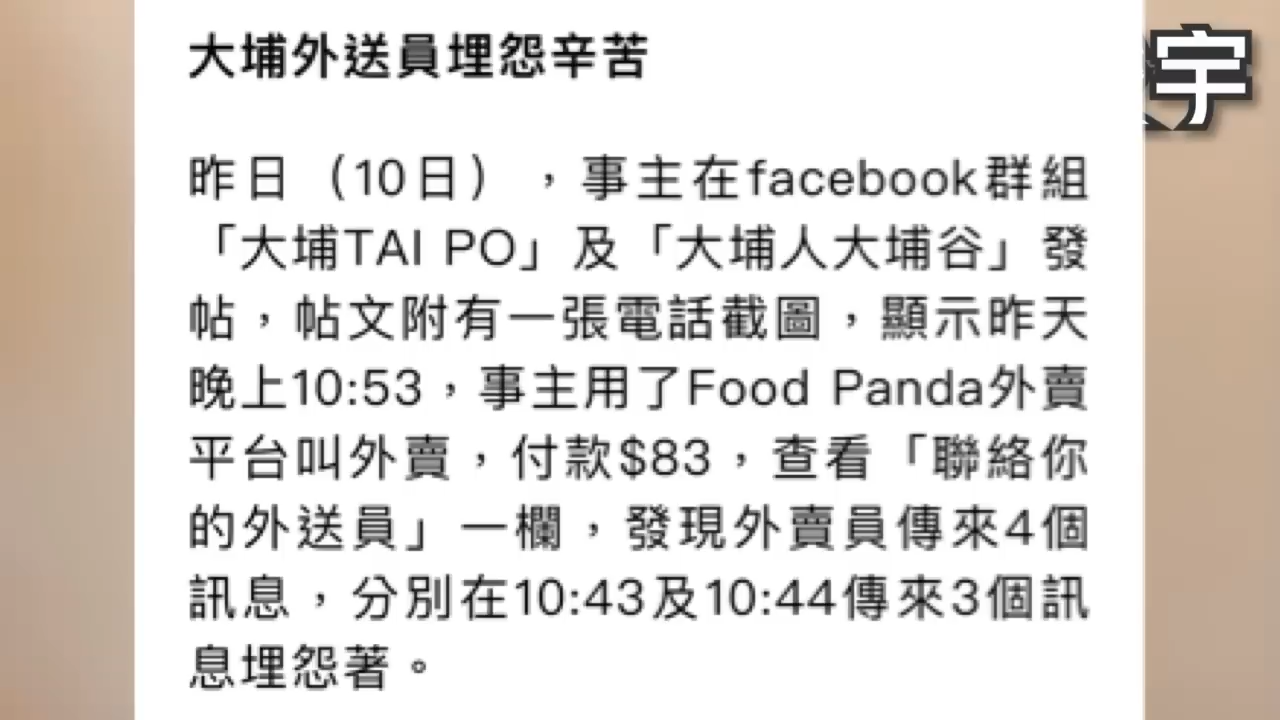 大埔外送員埋怨辛苦
宇
昨日（10日），事主在facebook群組
「大埔TAI PO」及「大埔人大埔谷」發
帖，帖文附有一張電話截圖，顯示昨天
晚上10:53，事主用了Food Panda外賣
平台叫外賣，付款$83，查看「聯絡你
的外送員」一欄，發現外賣員傳來4個
訊息，分別在10:43及10:44傳來3個訊
息埋怨著。